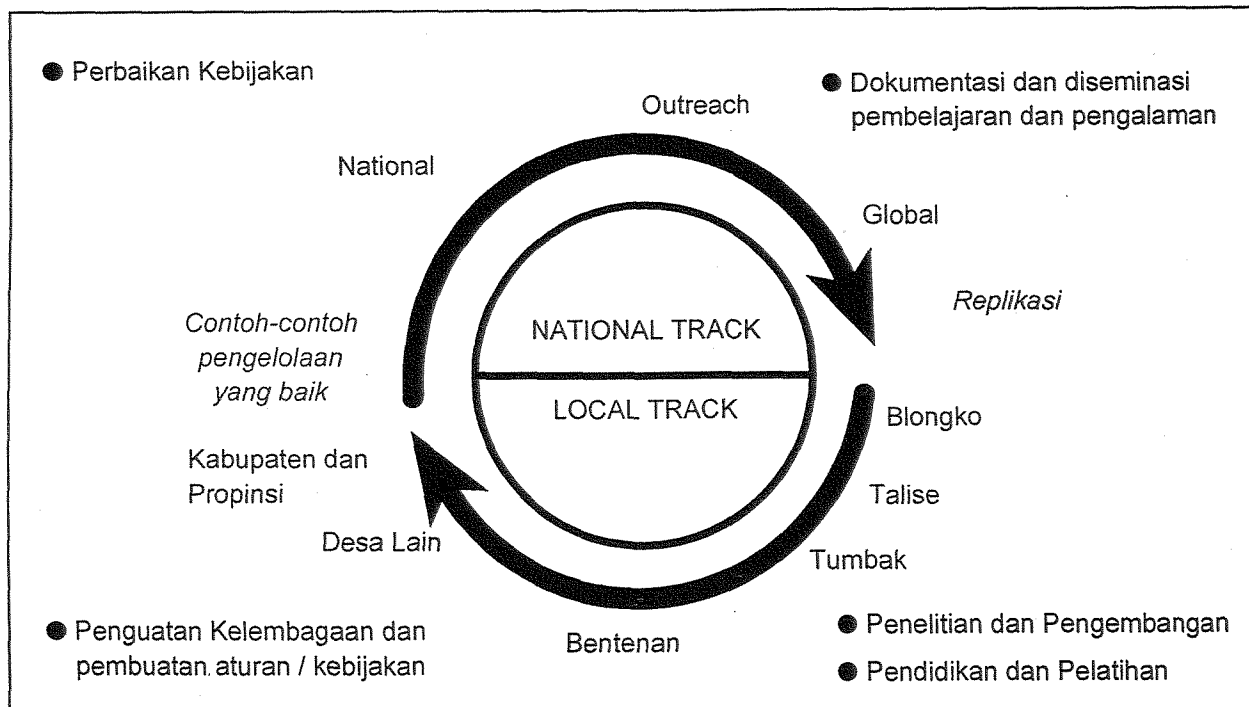 ● Perbaikan Kebijakan
● Dokumentasi dan diseminasi
pembelajaran dan pengalaman
Outreach
National
Global
Replikasi
Contoh-contoh
pengelolaan
yang baik
NATIONAL TRACK
LOCAL TRACK
Blongko
Kabupaten dan
Propinsi
Talise
Desa Lain
Tumbak
Bentenan
● Penguatan Kelembagaan dan
pembuatan aturan / kebijakan
● Penelitian dan Pengembangan
● Pendidikan dan Pelatihan